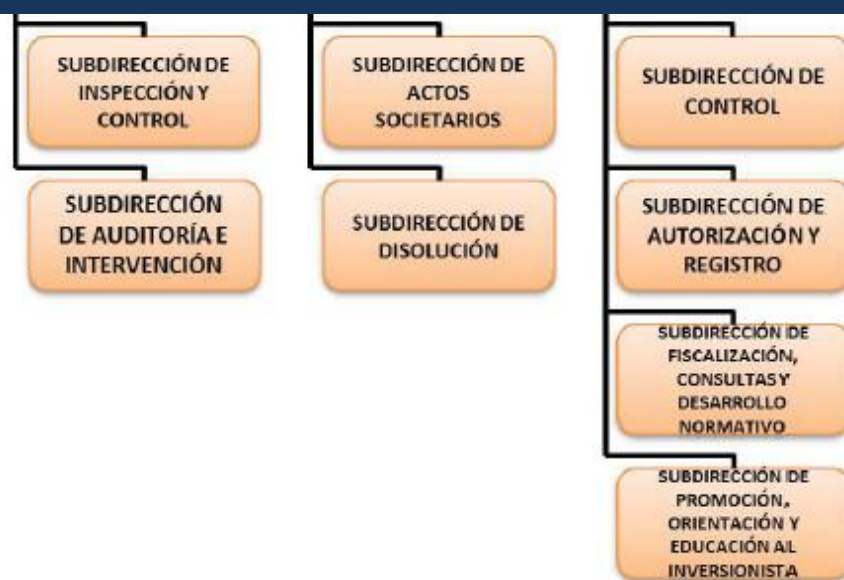 SUBDIRECCIÓN DE
INSPECCIÓN Y
CONTROL
SUBDIRECCIÓN
DE AUDITORÍA E
INTERVENCIÓN
SUBDIRECCIÓN DE
ACTOS
SOCIETARIOS
SUBDIRECCIÓN DE
DISOLUCIÓN
SUBDIRECCIÓN DE
CONTROL
SUBDIRECCIÓN DE
AUTORIZACIÓN Y
REGISTRO
SUBDIRECCIÓN DE
FISCALIZACIÓN,
CONSULTAS Y
DESARROLLO
NORMATIVO
SUBDIRECCIÓN DE
PROMOCIÓN,
ORIENTACIÓN Y
EDUCACIÓN AL
INVERSIONISTA